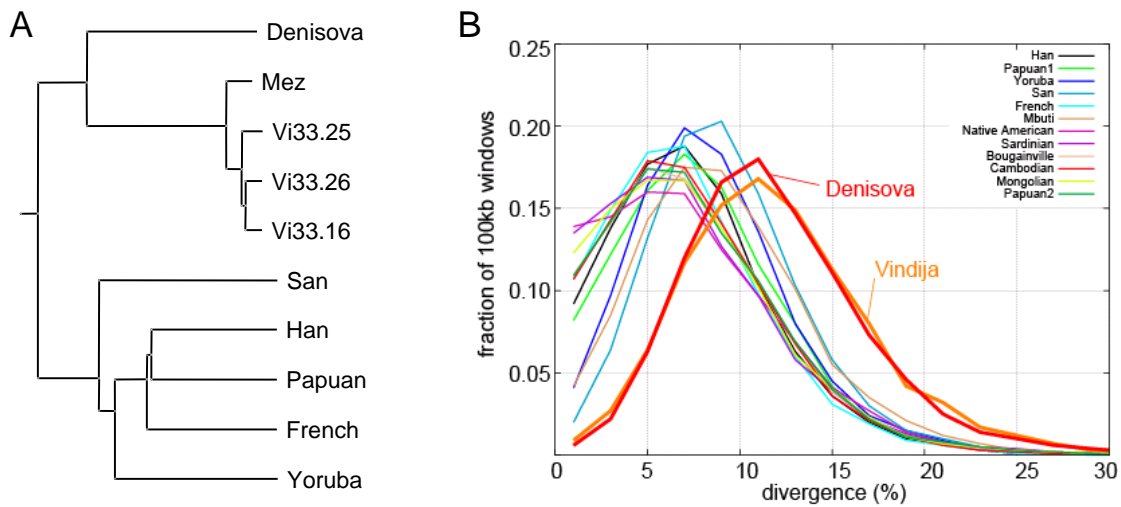 A
Denisova
Mez
Vi33.25
Vi33.26
Vi33.16
San
Han
Papuan
French
Yoruba
B
fraction of 100kb windows
0.25
0.20
0.15
0.10
0.05
0 5 10 15 20 25 30
divergence (%)
Denisova
Vindija
Han
Papuan1
Yoruba
San
French
Mbuti
Native American
Sardinian
Bougainville
Cambodian
Mongolian
Papuan2